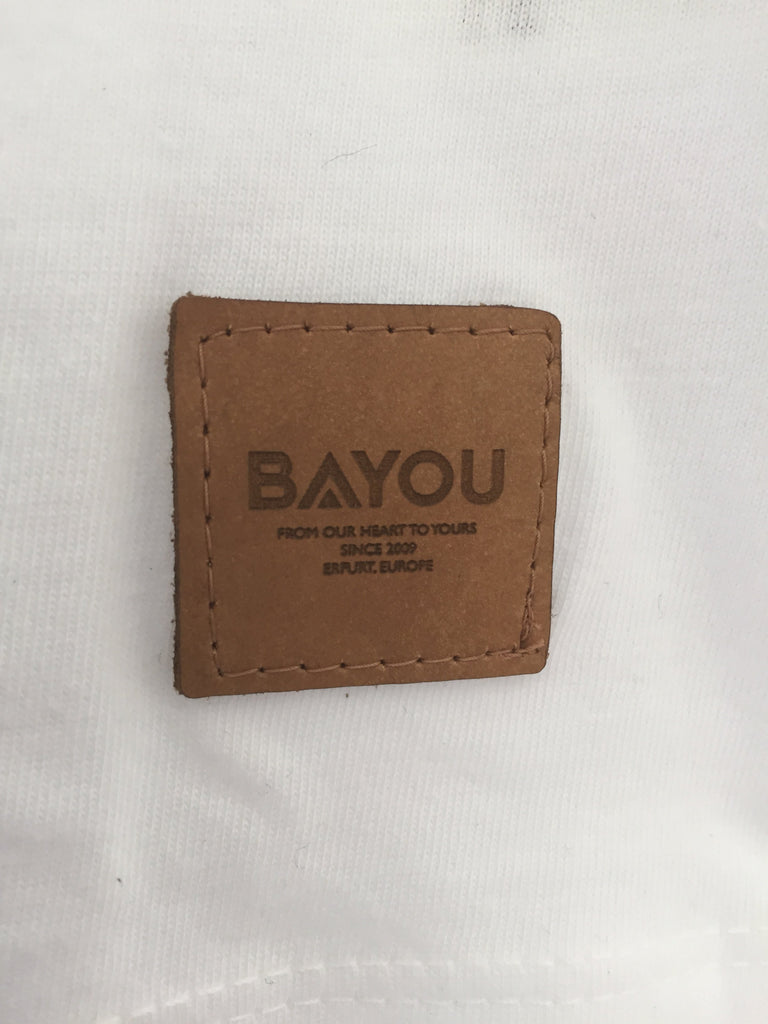 BAYOU
FROM OUR HEART TO YOURS
SINCE 2009
ERFURT, EUROPE